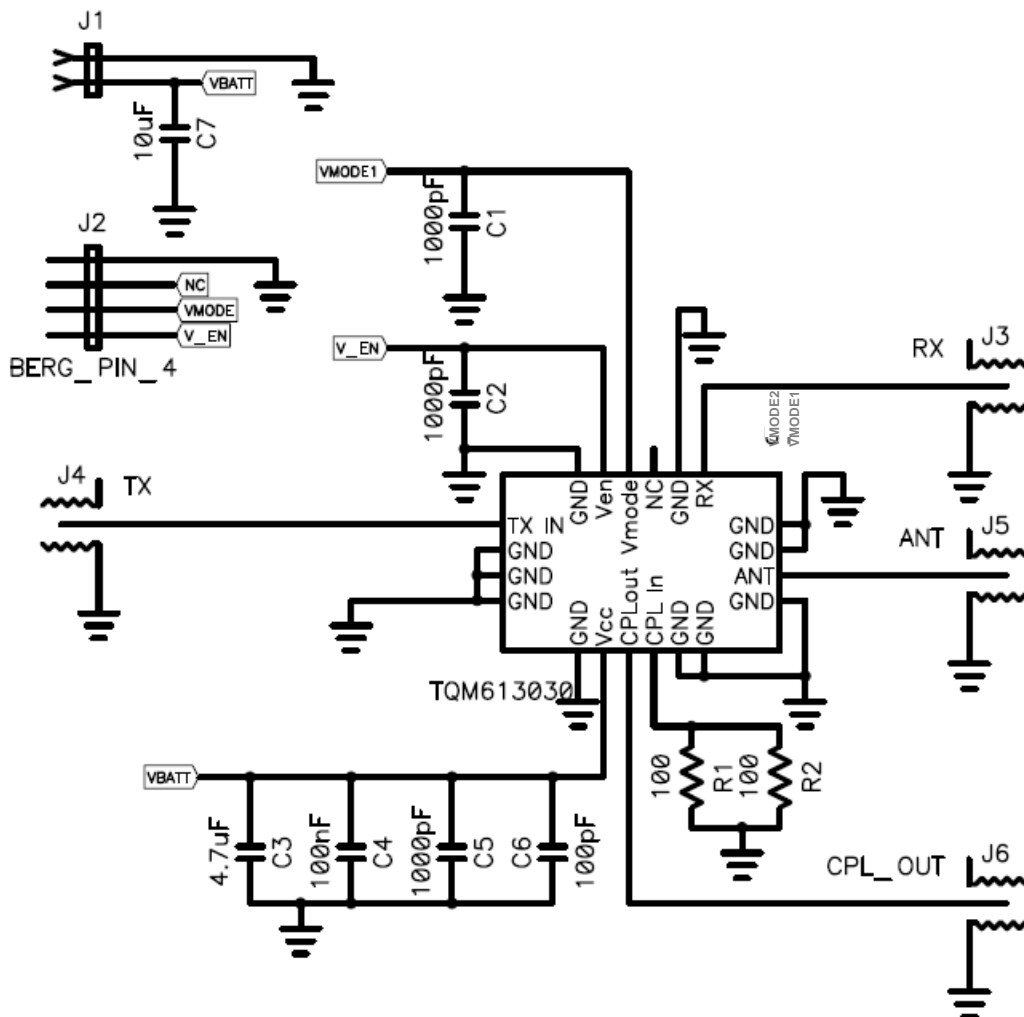 J1
VBATT
10uF
C7
VMODE1
1000pF
C1
J2
NC
VMODE
V_EN
BERG_PIN_4
V_EN
1000pF
C2
RX
J3
VMODE2
VMODE1
J4
TX
GND
Ven
Vmode
NC
GND
RX
TX IN
GND
GND
GND
GND
GND
ANT
GND
GND
Vcc
CPLout
CPL In
GND
GND
ANT
J5
TQM613030
VBATT
4.7uF
C3
100nF
C4
1000pF
C5
C6
100pF
100
R1
100
R2
CPL_OUT
J6